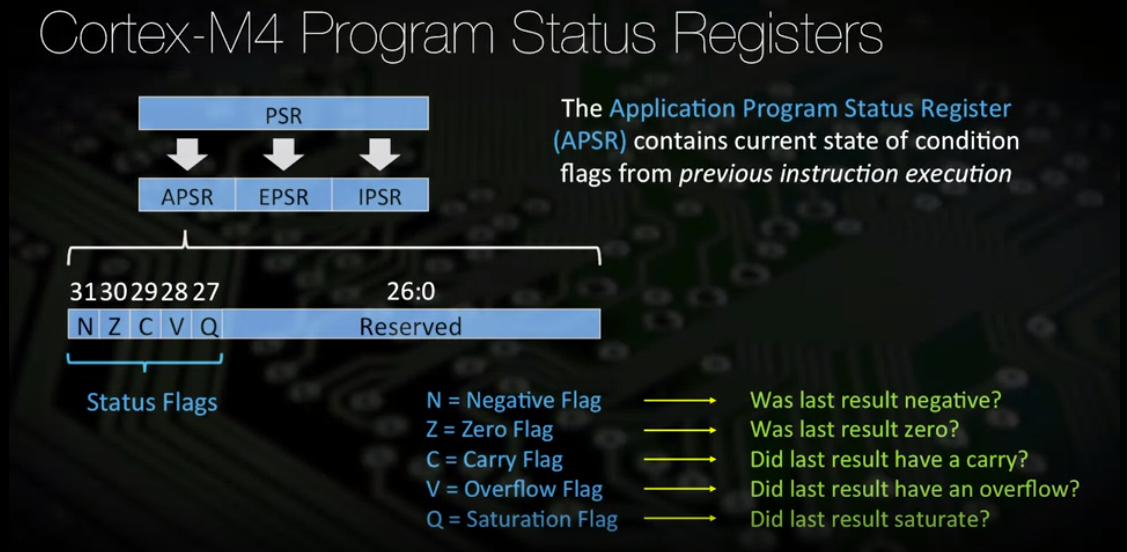 Cortex-M4 Program Status Registers
PSR
APSR EPSR IPSR
The Application Program Status Register
(APSR) contains current state of condition
flags from previous instruction execution
31 30 29 28 27 26:0
N Z C V Q Reserved
Status Flags
N = Negative Flag Was last result negative?
Z = Zero Flag Was last result zero?
C = Carry Flag Did last result have a carry?
V = Overflow Flag Did last result have an overflow?
Q = Saturation Flag Did last result saturate?